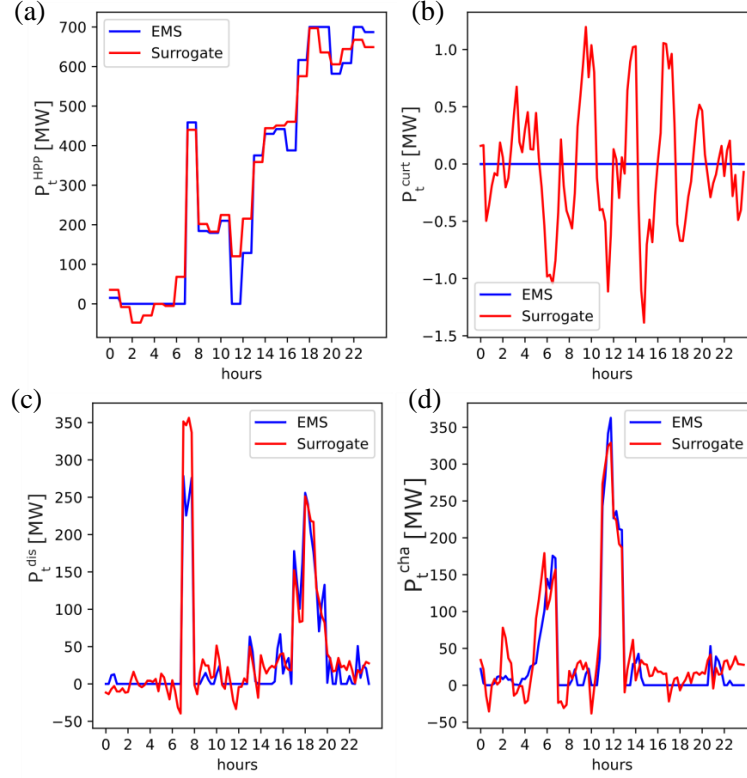 (a)
P_t^HPP [MW]
700
600
500
400
300
200
100
0
0 2 4 6 8 10 12 14 16 18 20 22
hours
EMS
Surrogate
(b)
P_t^curt [MW]
1.0
0.5
0.0
−0.5
−1.0
−1.5
0 2 4 6 8 10 12 14 16 18 20 22
hours
EMS
Surrogate
(c)
P_t^dis [MW]
350
300
250
200
150
100
50
0
−50
0 2 4 6 8 10 12 14 16 18 20 22
hours
EMS
Surrogate
(d)
P_t^cha [MW]
350
300
250
200
150
100
50
0
−50
0 2 4 6 8 10 12 14 16 18 20 22
hours
EMS
Surrogate